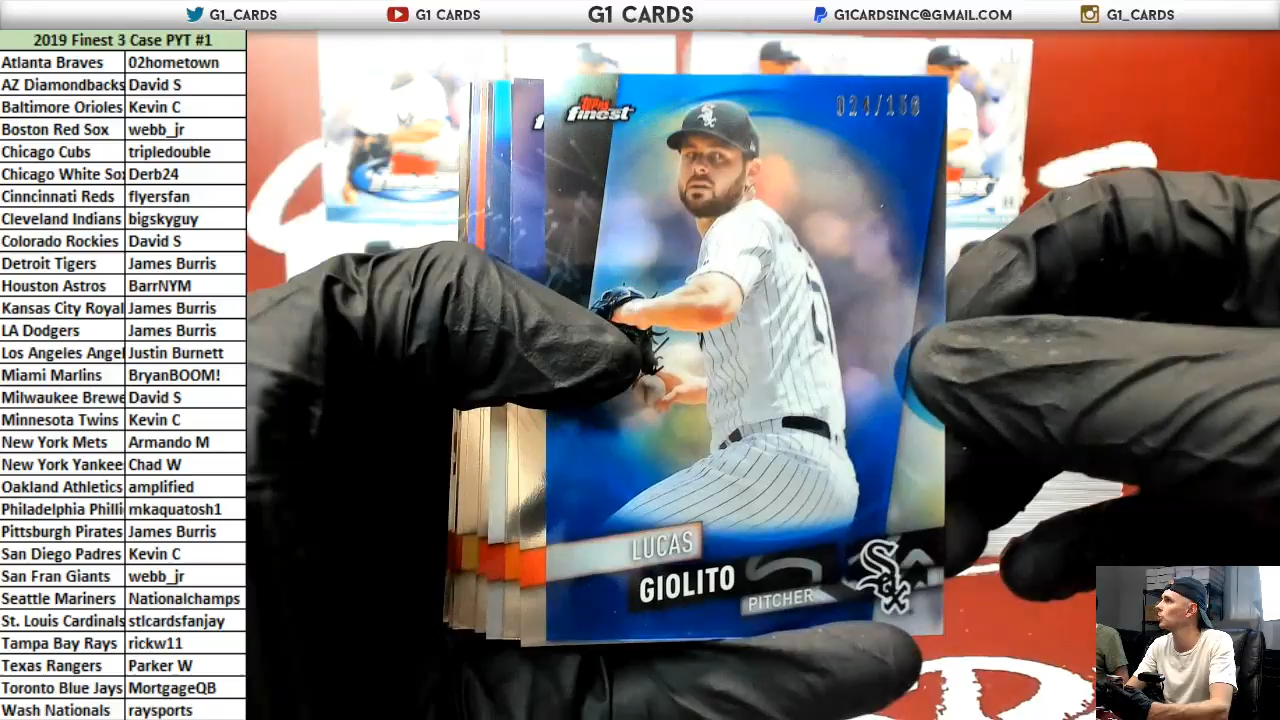 G1_CARDS
G1 CARDS
G1 CARDS
G1CARDSINC@GMAIL.COM
G1_CARDS
2019 Finest 3 Case PYT #1
Atlanta Braves 02hometown
AZ Diamondbacks David S
Baltimore Orioles Kevin C
Boston Red Sox webb_jr
Chicago Cubs tripledouble
Chicago White Sox Derb24
Cinncinnati Reds flyersfan
Cleveland Indians bigskyguy
Colorado Rockies David S
Detroit Tigers James Burris
Houston Astros BarrNYM
Kansas City Royal James Burris
LA Dodgers James Burris
Los Angeles Angel Justin Burnett
Miami Marlins BryanBOOM!
Milwaukee Brewe David S
Minnesota Twins Kevin C
New York Mets Armando M
New York Yankee Chad W
Oakland Athletics amplified
Philadelphia Philli mkaquatosh1
Pittsburgh Pirates James Burris
San Diego Padres Kevin C
San Fran Giants webb_jr
Seattle Mariners Nationalchamps
St. Louis Cardinals stlcardsfanjay
Tampa Bay Rays rickw11
Texas Rangers Parker W
Toronto Blue Jays MortgageQB
Wash Nationals raysports
Topps
finest
024/150
Sox
LUCAS
GIOLITO
PITCHER
Sox